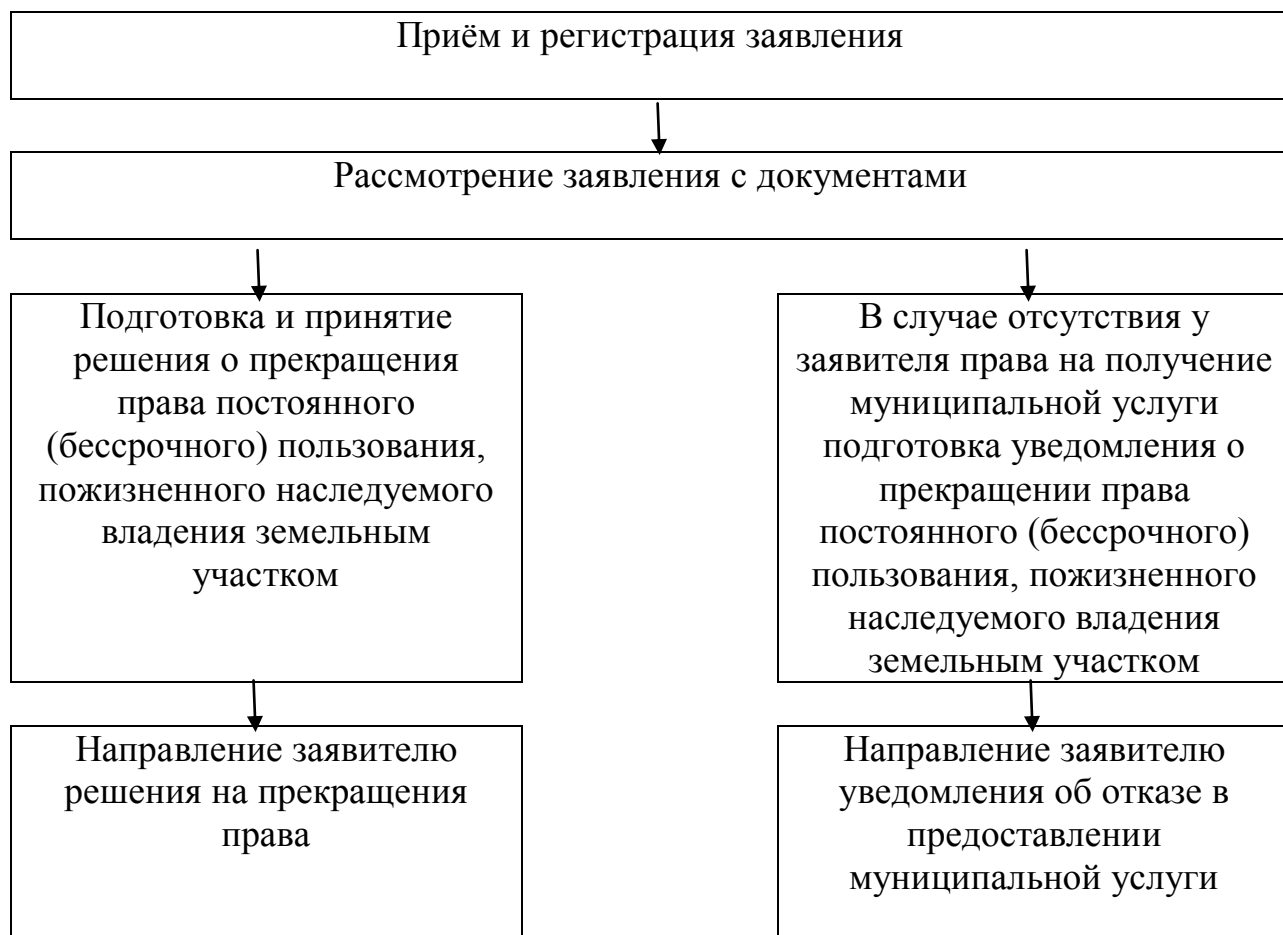 Приём и регистрация заявления
Рассмотрение заявления с документами
Подготовка и принятие
решения о прекращения
права постоянного
(бессрочного) пользования,
пожизненного наследуемого
владения земельным
участком
В случае отсутствия у
заявителя права на получение
муниципальной услуги
подготовка уведомления о
прекращении права
постоянного (бессрочного)
пользования, пожизненного
наследуемого владения
земельным участком
Направление заявителю
решения на прекращения
права
Направление заявителю
уведомления об отказе в
предоставлении
муниципальной услуги